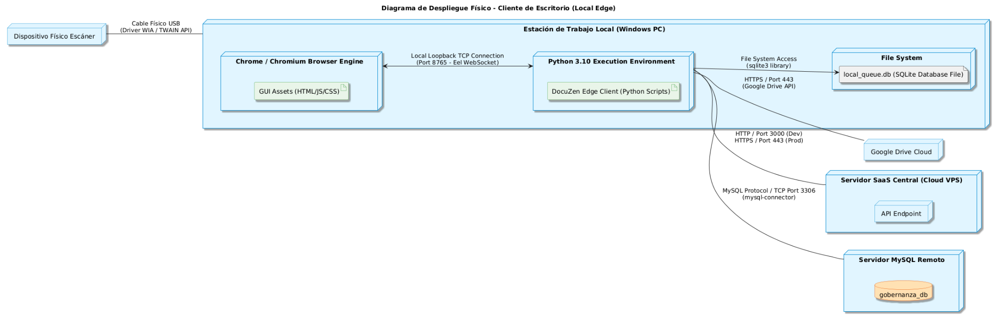 Diagrama de Despliegue Físico - Cliente de Escritorio (Local Edge)
Dispositivo Físico Escáner
Cable Físico USB
(Driver WIA / TWAIN API)
Estación de Trabajo Local (Windows PC)
Chrome / Chromium Browser Engine
GUI Assets (HTML/JS/CSS)
Local Loopback TCP Connection
(Port 8765 - Eel WebSocket)
Python 3.10 Execution Environment
DocuZen Edge Client (Python Scripts)
File System Access
(sqlite3 library)
File System
local_queue.db (SQLite Database File)
HTTPS / Port 443
(Google Drive API)
HTTP / Port 3000 (Dev)
HTTPS / Port 443 (Prod)
Google Drive Cloud
Servidor SaaS Central (Cloud VPS)
API Endpoint
MySQL Protocol / TCP Port 3306
(mysql-connector)
Servidor MySQL Remoto
gobernanza_db